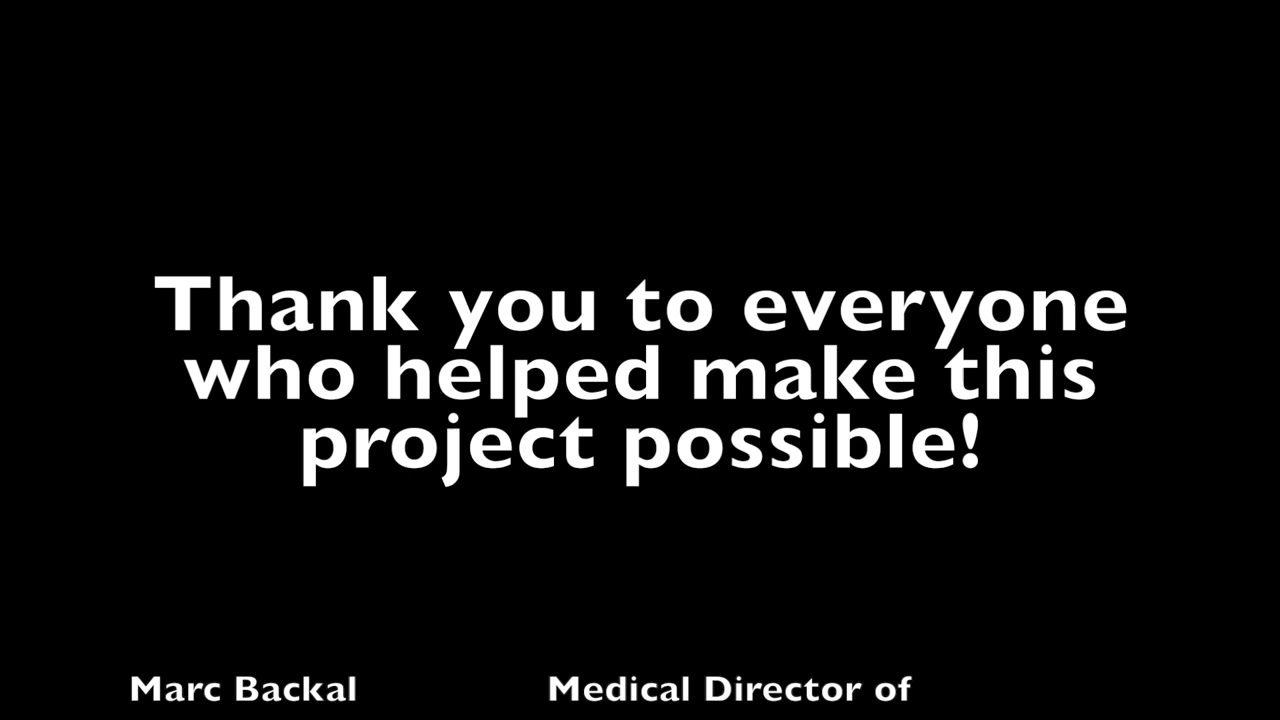 Thank you to everyone
who helped make this
project possible!
Marc Backal Medical Director of